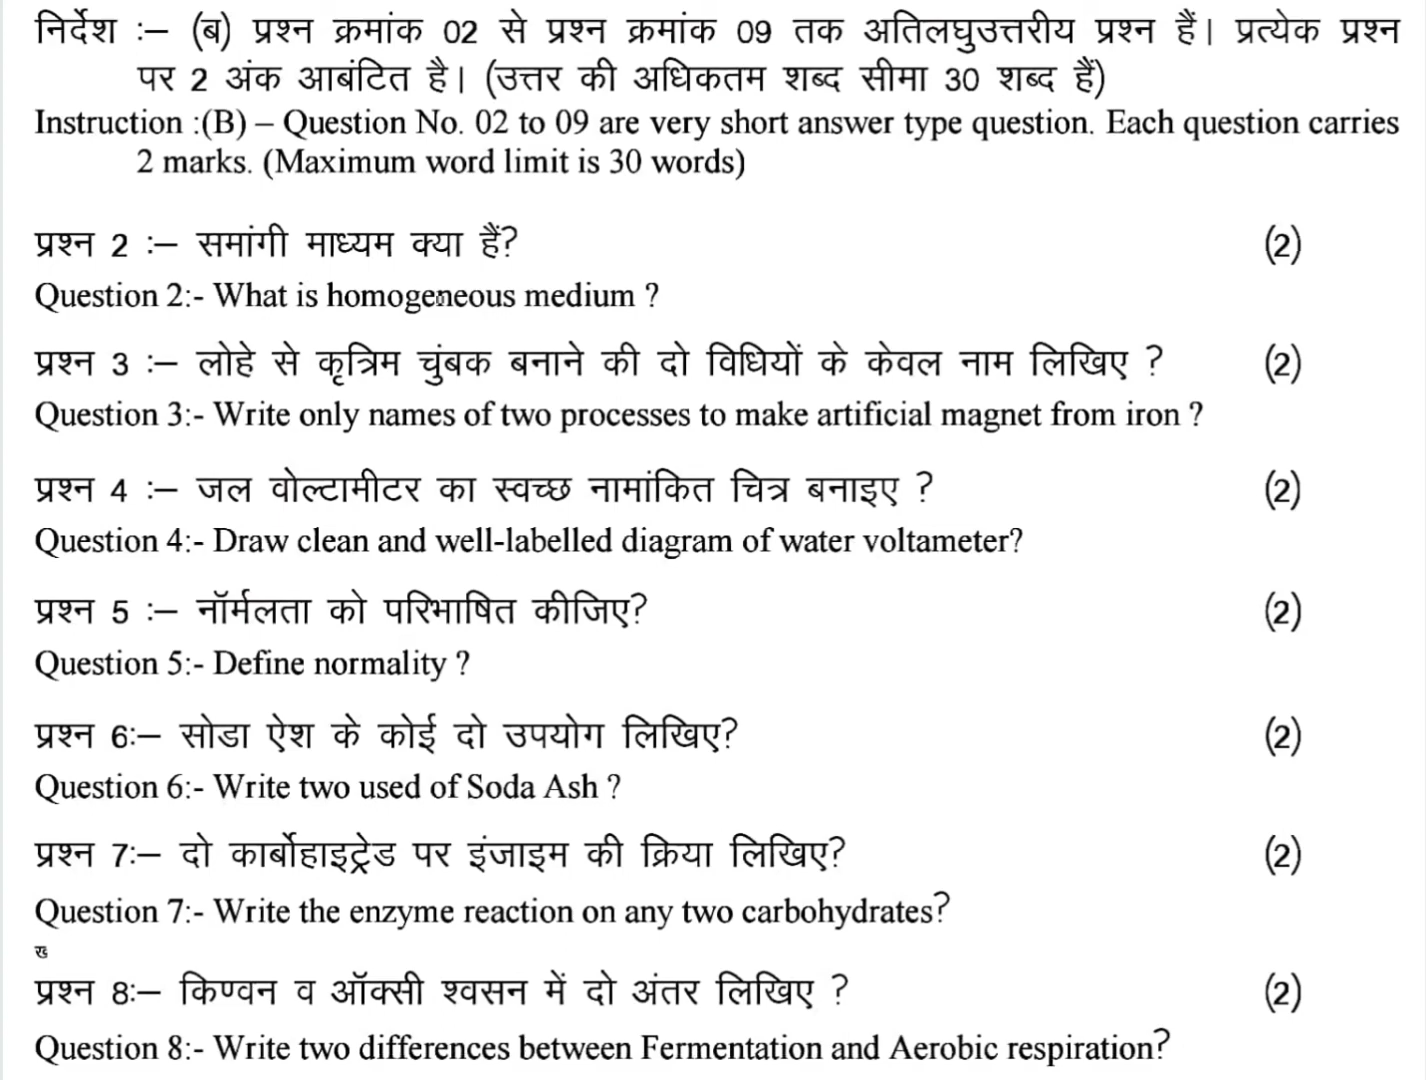 निर्देश :– (ब) प्रश्न क्रमांक 02 से प्रश्न क्रमांक 09 तक अतिलघुउत्तरीय प्रश्न हैं। प्रत्येक प्रश्न
पर 2 अंक आबंटित है। (उत्तर की अधिकतम शब्द सीमा 30 शब्द हैं)
Instruction :(B) – Question No. 02 to 09 are very short answer type question. Each question carries
2 marks. (Maximum word limit is 30 words)
प्रश्न 2 :– समांगी माध्यम क्या हैं? (2)
Question 2:- What is homogeneous medium ?
प्रश्न 3 :– लोहे से कृत्रिम चुंबक बनाने की दो विधियों के केवल नाम लिखिए ? (2)
Question 3:- Write only names of two processes to make artificial magnet from iron ?
प्रश्न 4 :– जल वोल्टामीटर का स्वच्छ नामांकित चित्र बनाइए ? (2)
Question 4:- Draw clean and well-labelled diagram of water voltameter?
प्रश्न 5 :– नॉर्मलता को परिभाषित कीजिए? (2)
Question 5:- Define normality ?
प्रश्न 6:– सोडा ऐश के कोई दो उपयोग लिखिए? (2)
Question 6:- Write two used of Soda Ash ?
प्रश्न 7:– दो कार्बोहाइट्रेड पर इंजाइम की क्रिया लिखिए? (2)
Question 7:- Write the enzyme reaction on any two carbohydrates?
ख
प्रश्न 8:– किण्वन व ऑक्सी श्वसन में दो अंतर लिखिए ? (2)
Question 8:- Write two differences between Fermentation and Aerobic respiration?